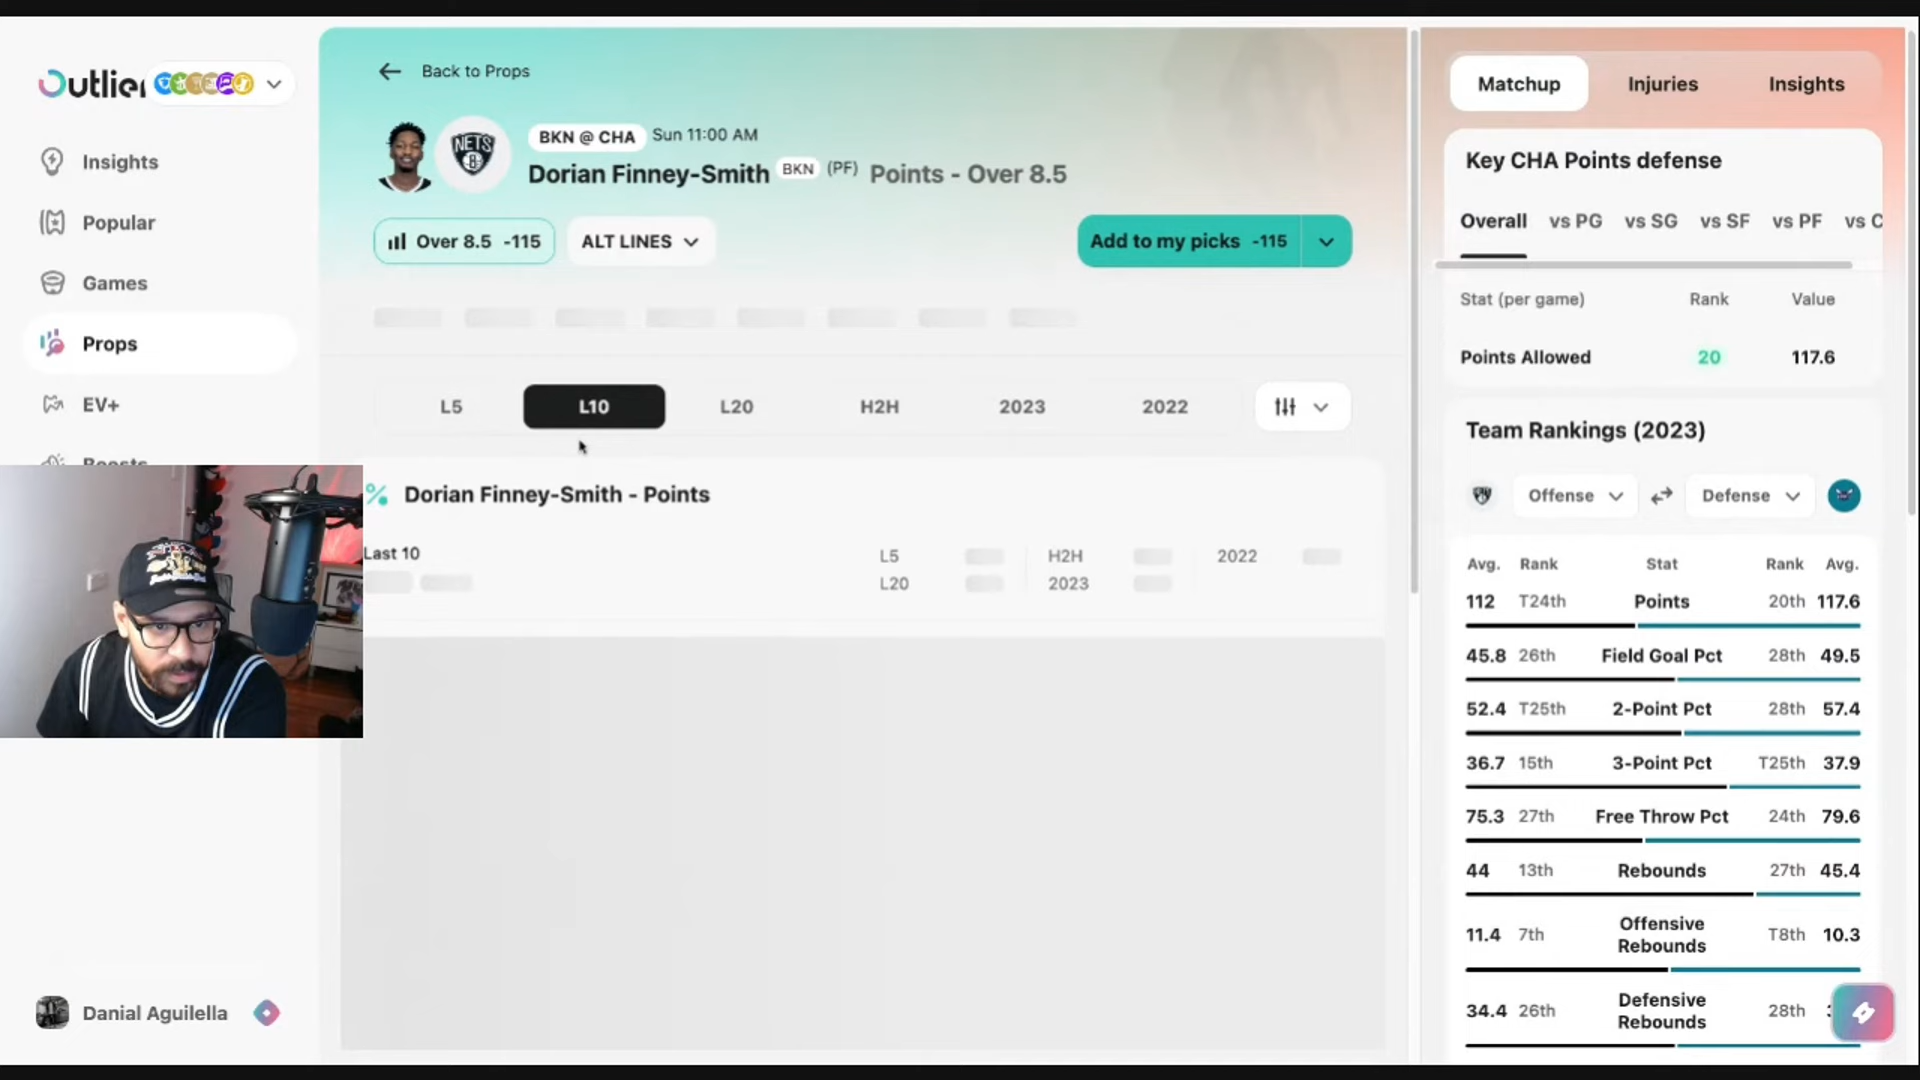 Outlier
Insights
Popular
Games
Props
EV+
Boosts
Danial Aguilella
Back to Props
NETS
B
BKN @ CHA Sun 11:00 AM
Dorian Finney-Smith BKN (PF) Points - Over 8.5
Over 8.5 -115
ALT LINES
Add to my picks -115
L5 L10 L20 H2H 2023 2022
Dorian Finney-Smith - Points
Last 10
L5 H2H 2022
L20 2023
Matchup Injuries Insights
Key CHA Points defense
Overall vs PG vs SG vs SF vs PF vs C
Stat (per game) Rank Value
Points Allowed 20 117.6
Team Rankings (2023)
Offense Defense
Avg. Rank Stat Rank Avg.
112 T24th Points 20th 117.6
45.8 26th Field Goal Pct 28th 49.5
52.4 T25th 2-Point Pct 28th 57.4
36.7 15th 3-Point Pct T25th 37.9
75.3 27th Free Throw Pct 24th 79.6
44 13th Rebounds 27th 45.4
11.4 7th Offensive Rebounds T8th 10.3
34.4 26th Defensive Rebounds 28th